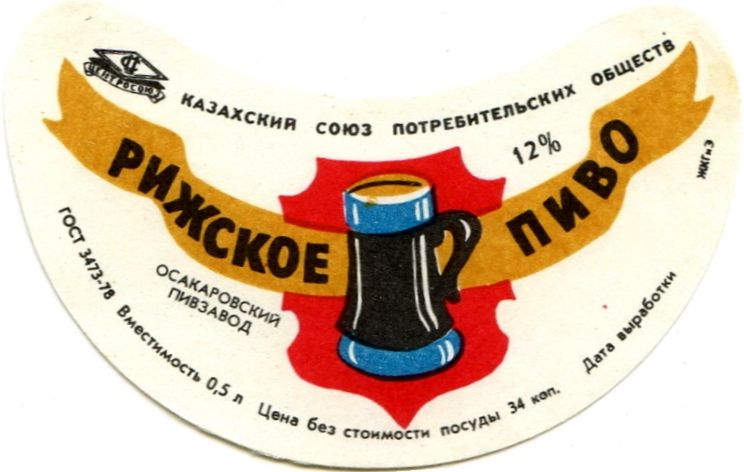 ЦЕНТРОСОЮЗ
КАЗАХСКИЙ СОЮЗ ПОТРЕБИТЕЛЬСКИХ ОБЩЕСТВ
РИЖСКОЕ ПИВО
12%
ЖКГиЭ
ОСАКАРОВСКИЙ
ПИВЗАВОД
ГОСТ 3473-78 Вместимость 0,5 л Цена без стоимости посуды 34 коп. Дата выработки